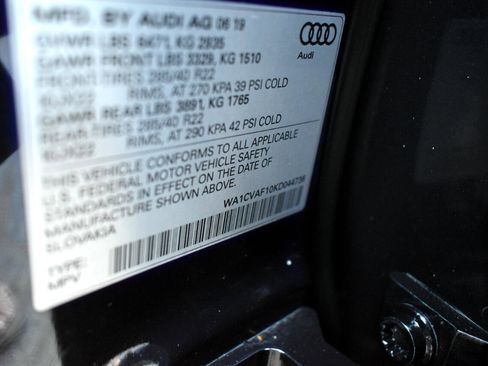 MFD. BY AUDI AG 06 19
GVWR LBS 6471, KG 2935
GAWR FRONT LBS 3329, KG 1510
FRONT TIRES 285/40 R22
RIMS, AT 270 KPA 39 PSI COLD
GAWR REAR LBS 3891, KG 1765
REAR TIRES 285/40 R22
RIMS, AT 290 KPA 42 PSI COLD
THIS VEHICLE CONFORMS TO ALL APPLICABLE
U.S. FEDERAL MOTOR VEHICLE SAFETY
STANDARDS IN EFFECT ON THE DATE OF
MANUFACTURE SHOWN ABOVE.
SLOVAKIA
WA1CVAF10KD044736
TYPE:
MPV
Audi